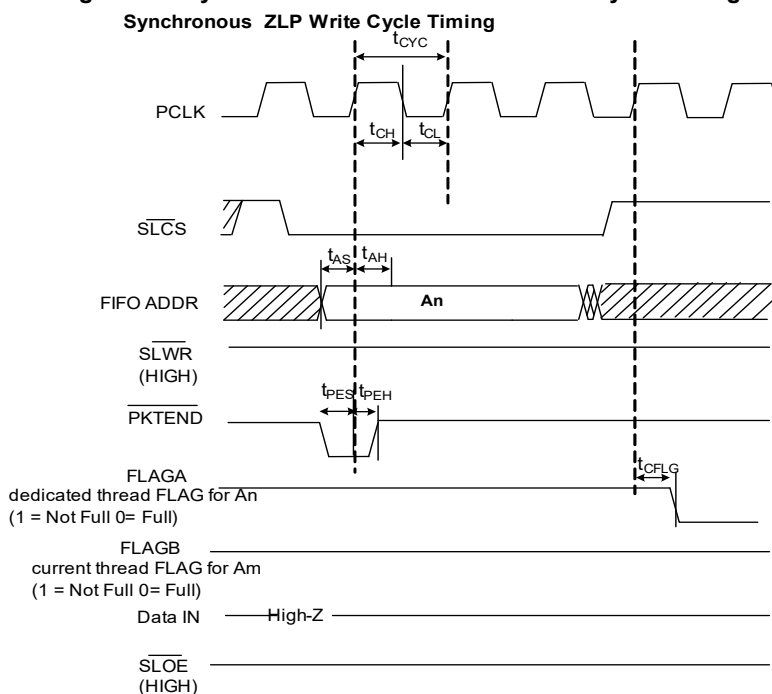 Synchronous ZLP Write Cycle Timing
tCYC
PCLK
tCH
tCL
SLCS
tAS
tAH
FIFO ADDR
An
SLWR
(HIGH)
tPES
tPEH
PKTEND
tCFLG
FLAGA
dedicated thread FLAG for An
(1 = Not Full 0= Full)
FLAGB
current thread FLAG for Am
(1 = Not Full 0= Full)
Data IN
High-Z
SLOE
(HIGH)